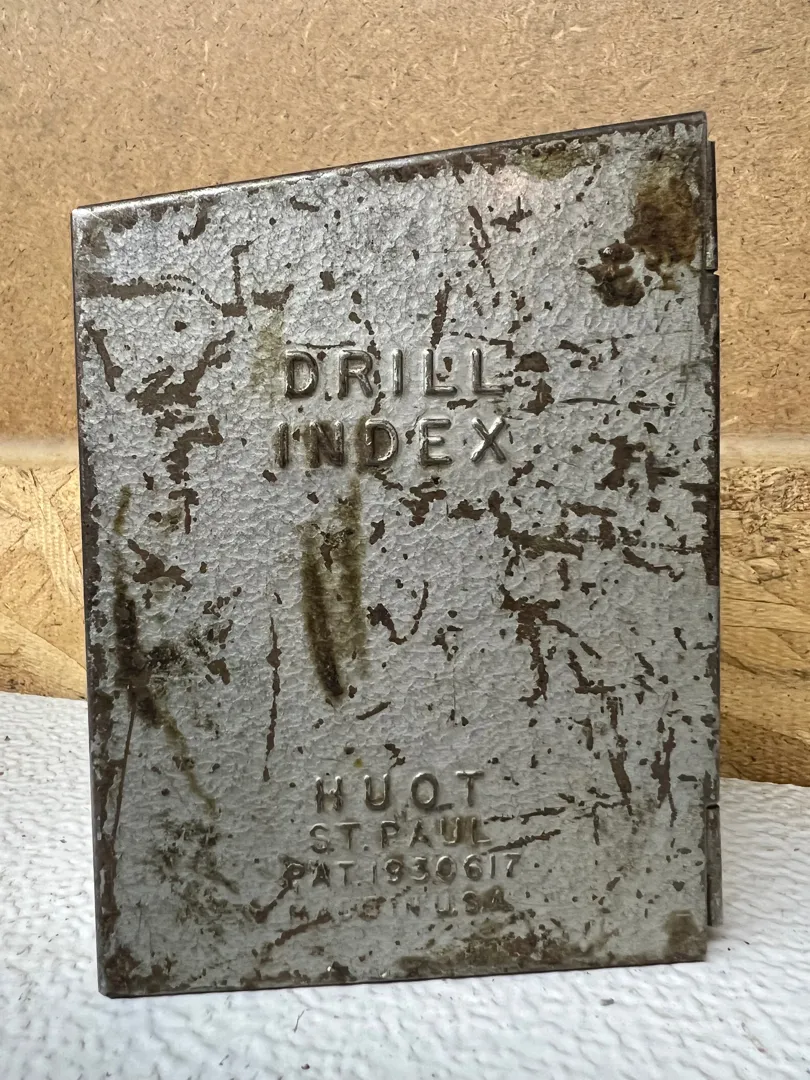 DRILL
INDEX
HUOT
ST. PAUL
PAT. 1930617
MADE IN U.S.A.